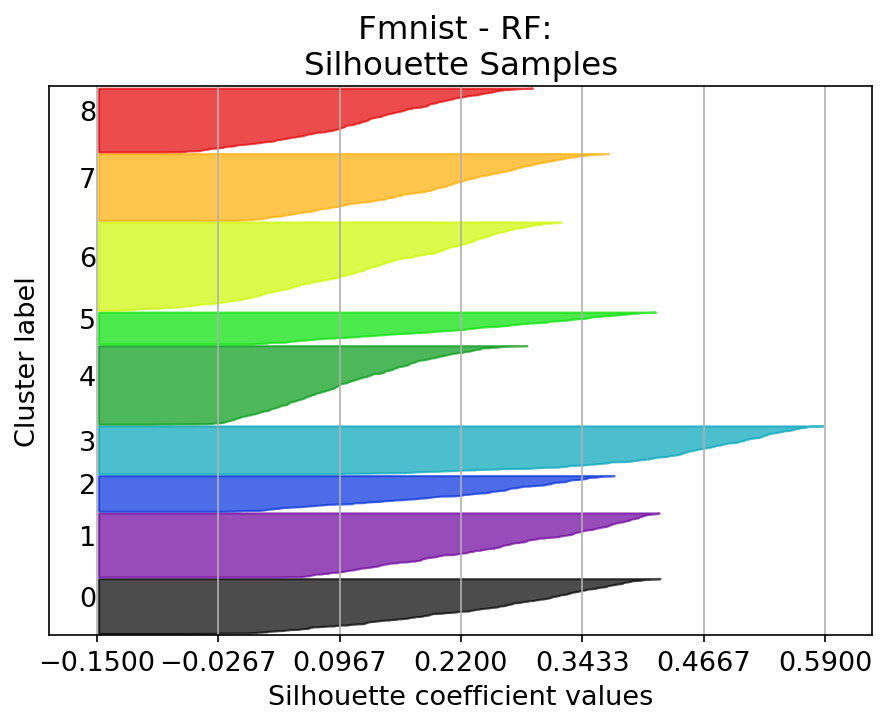 Fmnist - RF:
Silhouette Samples
Cluster label
8
7
6
5
4
3
2
1
0
−0.1500 −0.0267 0.0967 0.2200 0.3433 0.4667 0.5900
Silhouette coefficient values